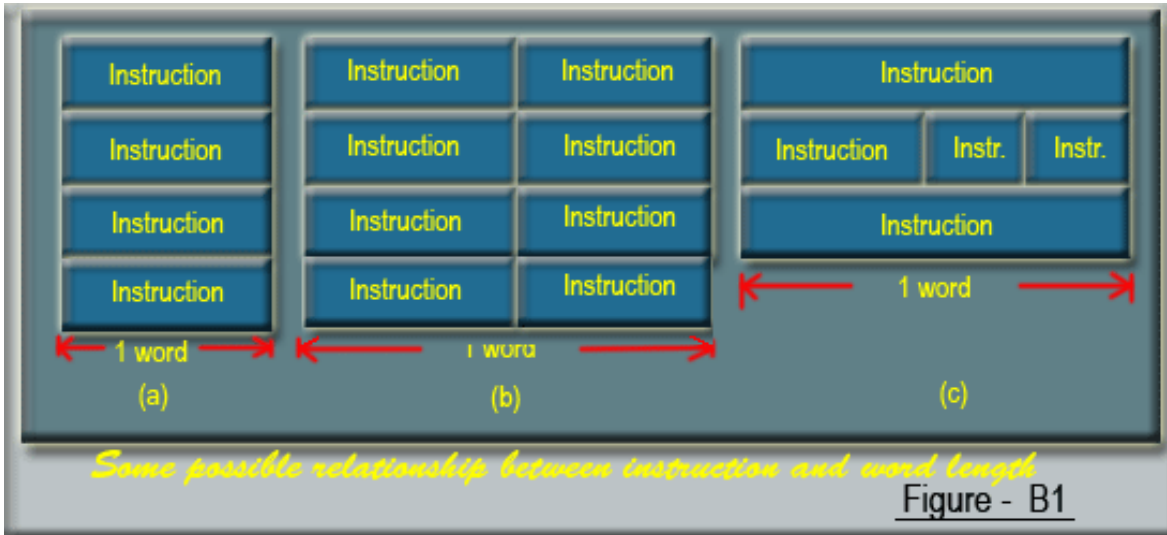 Instruction
Instruction
Instruction
Instruction
1 word
(a)
Instruction Instruction
Instruction Instruction
Instruction Instruction
Instruction Instruction
1 word
(b)
Instruction
Instruction Instr. Instr.
Instruction
1 word
(c)
Some possible relationship between instruction and word length
Figure - B1